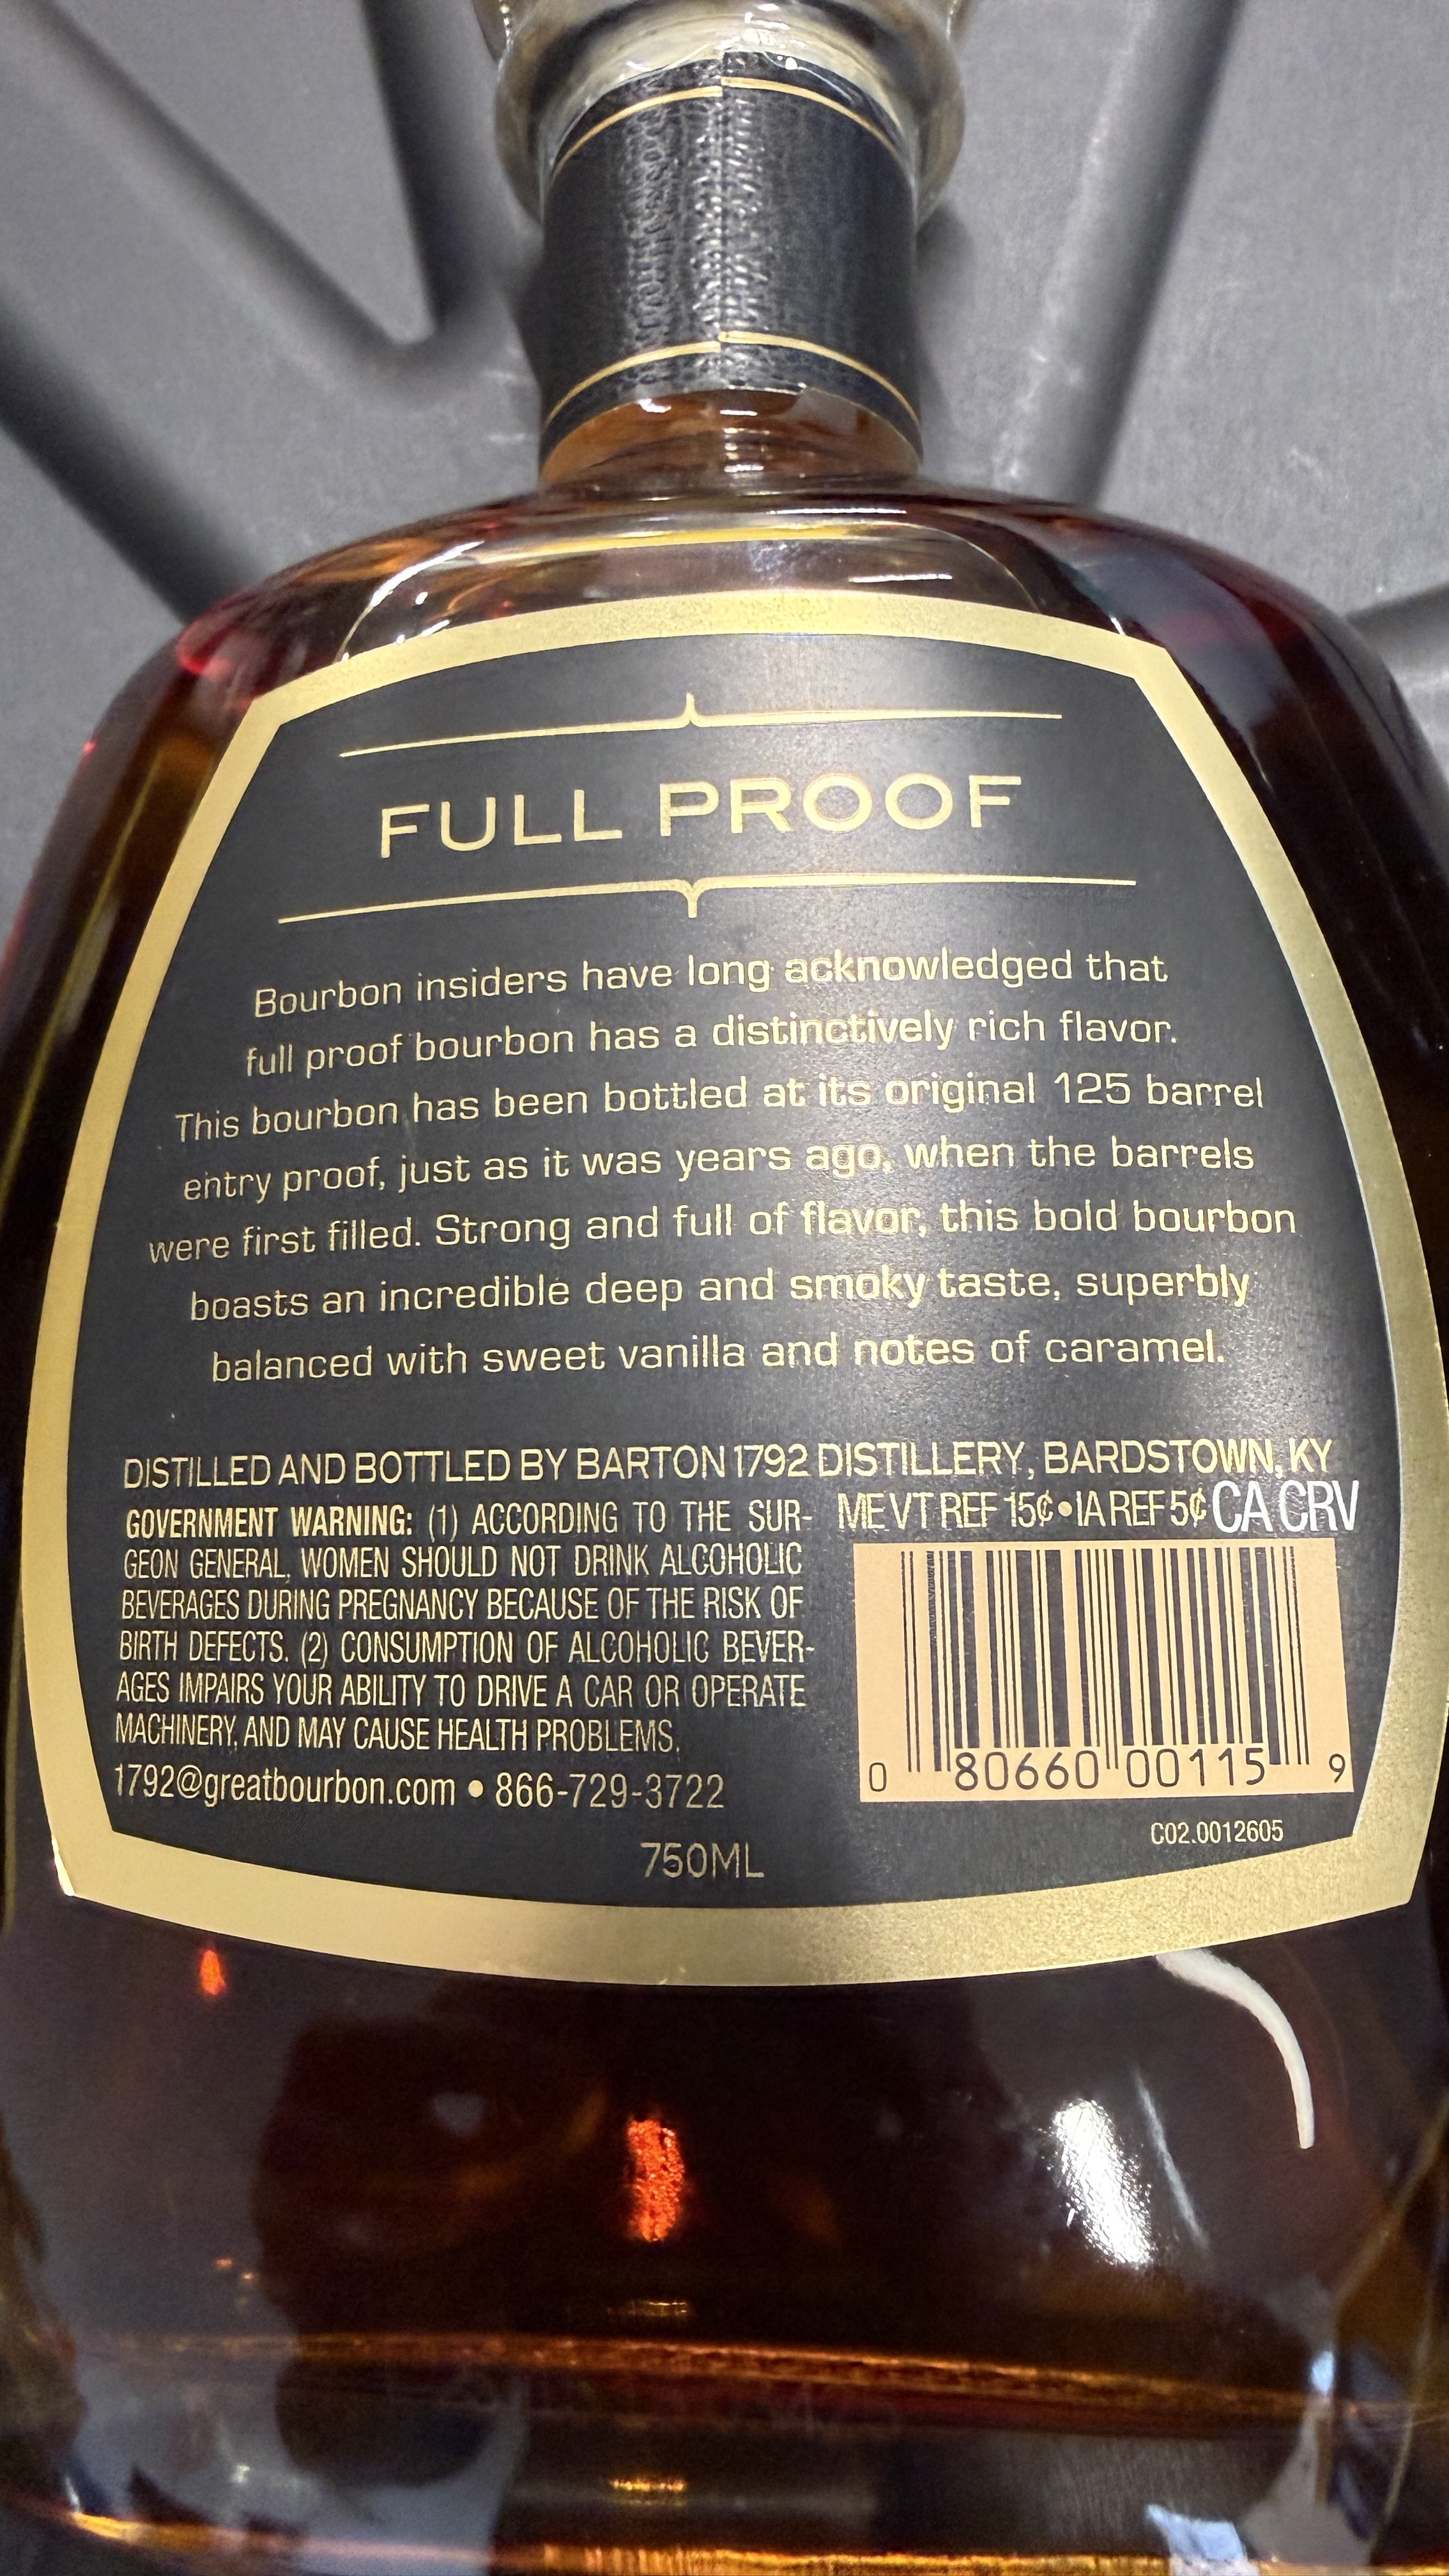 FULL PROOF
Bourbon insiders have long acknowledged that
full proof bourbon has a distinctively rich flavor.
This bourbon has been bottled at its original 125 barrel
entry proof, just as it was years ago, when the barrels
were first filled. Strong and full of flavor, this bold bourbon
boasts an incredible deep and smoky taste, superbly
balanced with sweet vanilla and notes of caramel.
DISTILLED AND BOTTLED BY BARTON 1792 DISTILLERY, BARDSTOWN, KY
GOVERNMENT WARNING: (1) ACCORDING TO THE SUR-
GEON GENERAL, WOMEN SHOULD NOT DRINK ALCOHOLIC
BEVERAGES DURING PREGNANCY BECAUSE OF THE RISK OF
BIRTH DEFECTS. (2) CONSUMPTION OF ALCOHOLIC BEVER-
AGES IMPAIRS YOUR ABILITY TO DRIVE A CAR OR OPERATE
MACHINERY, AND MAY CAUSE HEALTH PROBLEMS.
1792@greatbourbon.com • 866-729-3722
ME VT REF 15¢•IA REF 5¢ CA CRV
0 80660 00115 9
C02.0012605
750ML